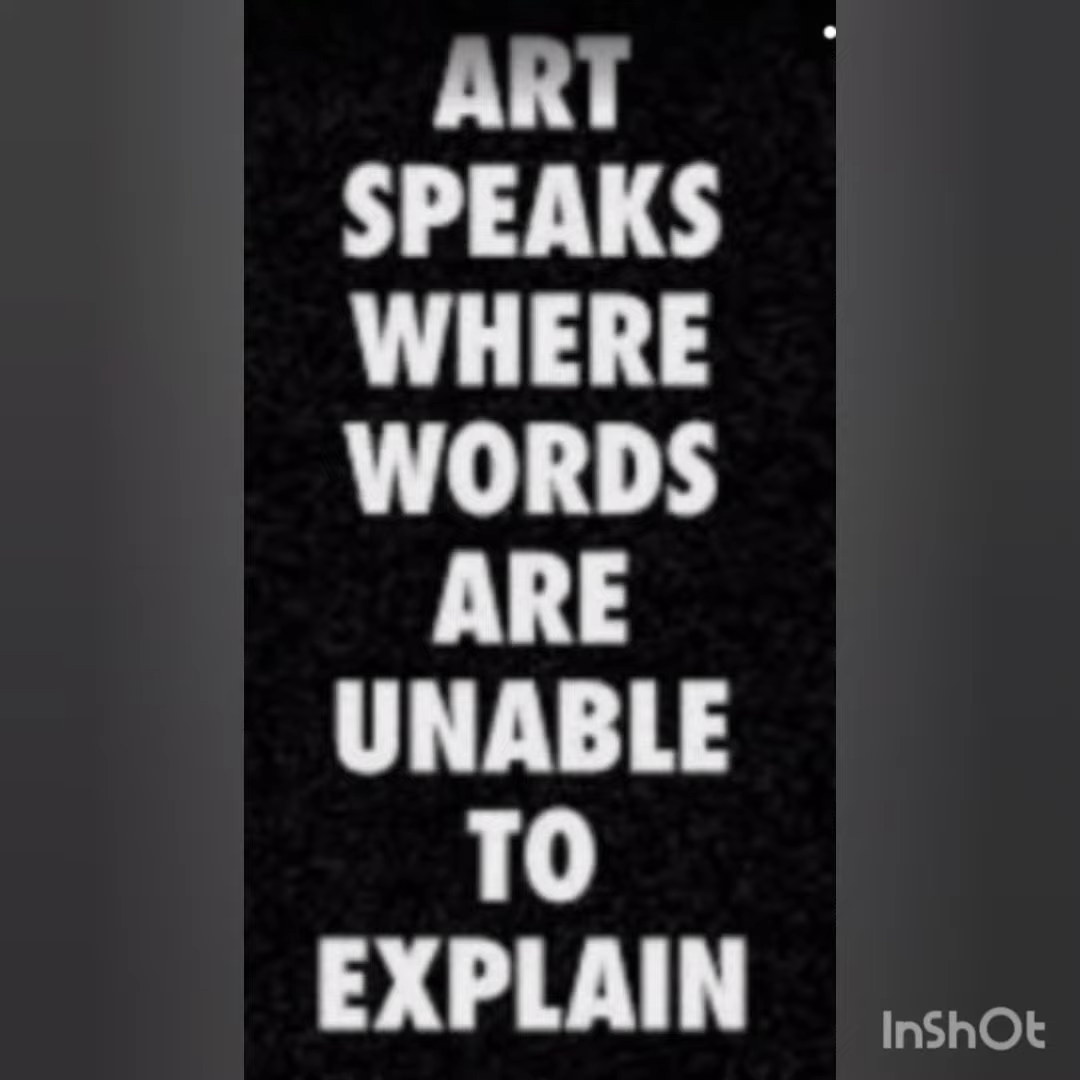 ART
SPEAKS
WHERE
WORDS
ARE
UNABLE
TO
EXPLAIN
InShOt